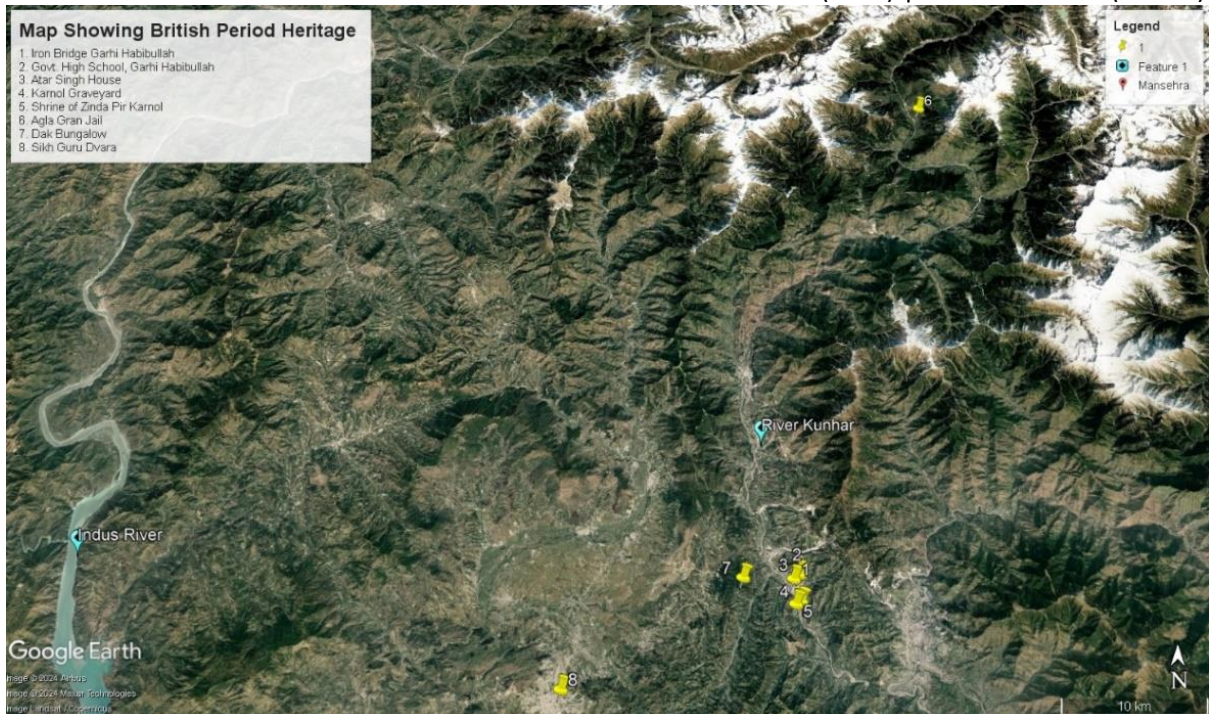 Map Showing British Period Heritage
1. Iron Bridge Garhi Habibullah
2. Govt. High School, Garhi Habibullah
3. Atar Singh House
4. Karnol Graveyard
5. Shrine of Zinda Pir Karnol
6. Agla Gran Jail
7. Dak Bungalow
8. Sikh Guru Dvara
Legend
1
Feature 1
Mansehra
6
River Kunhar
Indus River
2
7
3
1
4
5
8
Google Earth
Image © 2024 Airbus
Image © 2024 Maxar Technologies
Image Landsat / Copernicus
N
10 km